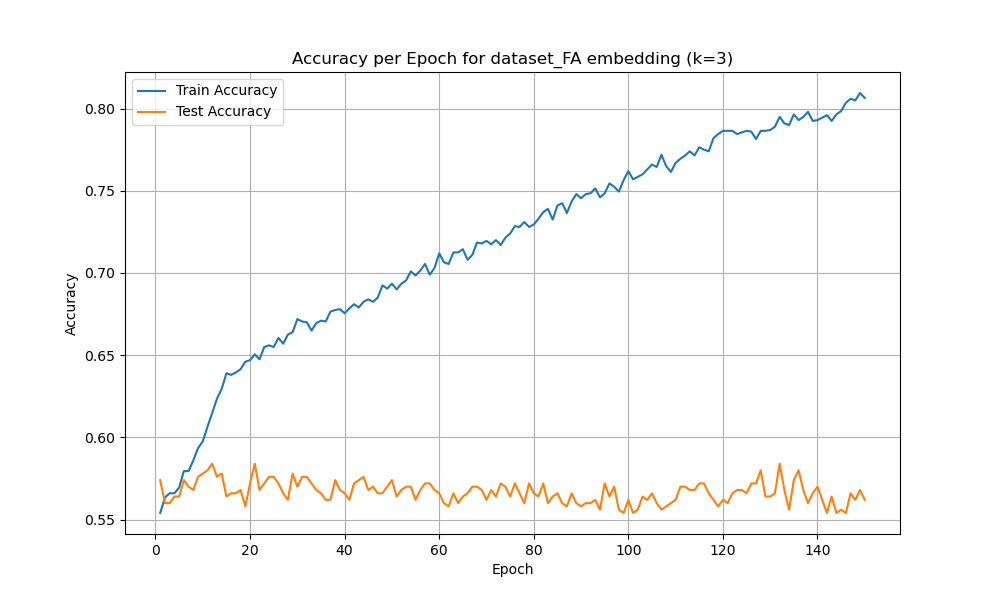 Accuracy per Epoch for dataset_FA embedding (k=3)
Train Accuracy
Test Accuracy
0.80
0.75
0.70
0.65
0.60
0.55
Accuracy
0 20 40 60 80 100 120 140
Epoch